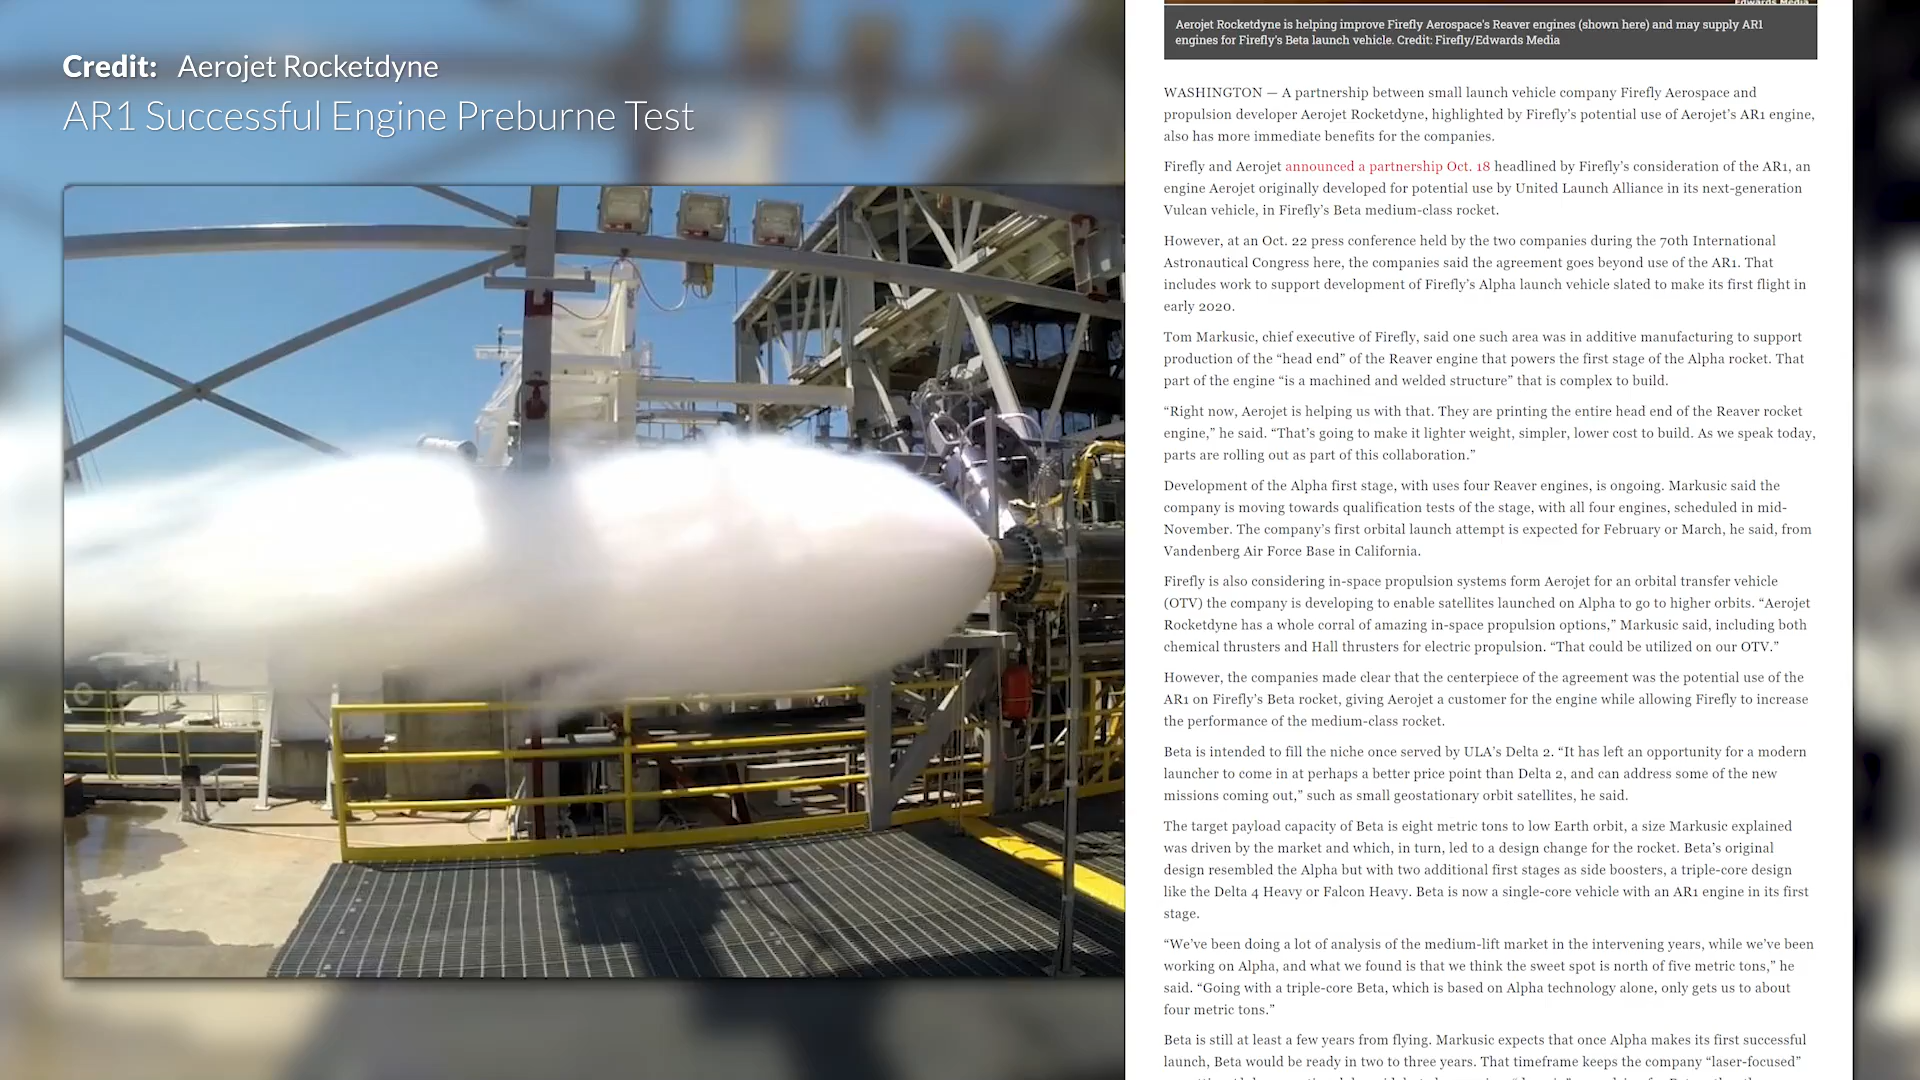 Credit: Aerojet Rocketdyne
AR1 Successful Engine Preburne Test
Edwards Media
Aerojet Rocketdyne is helping improve Firefly Aerospace's Reaver engines (shown here) and may supply AR1
engines for Firefly's Beta launch vehicle. Credit: Firefly/Edwards Media
WASHINGTON — A partnership between small launch vehicle company Firefly Aerospace and
propulsion developer Aerojet Rocketdyne, highlighted by Firefly's potential use of Aerojet's AR1 engine,
also has more immediate benefits for the companies.
Firefly and Aerojet announced a partnership Oct. 18 headlined by Firefly's consideration of the AR1, an
engine Aerojet originally developed for potential use by United Launch Alliance in its next-generation
Vulcan vehicle, in Firefly's Beta medium-class rocket.
However, at an Oct. 22 press conference held by the two companies during the 70th International
Astronautical Congress here, the companies said the agreement goes beyond use of the AR1. That
includes work to support development of Firefly's Alpha launch vehicle slated to make its first flight in
early 2020.
Tom Markusic, chief executive of Firefly, said one such area was in additive manufacturing to support
production of the “head end” of the Reaver engine that powers the first stage of the Alpha rocket. That
part of the engine “is a machined and welded structure” that is complex to build.
“Right now, Aerojet is helping us with that. They are printing the entire head end of the Reaver rocket
engine,” he said. “That's going to make it lighter weight, simpler, lower cost to build. As we speak today,
parts are rolling out as part of this collaboration.”
Development of the Alpha first stage, with uses four Reaver engines, is ongoing. Markusic said the
company is moving towards qualification tests of the stage, with all four engines, scheduled in mid-
November. The company's first orbital launch attempt is expected for February or March, he said, from
Vandenberg Air Force Base in California.
Firefly is also considering in-space propulsion systems form Aerojet for an orbital transfer vehicle
(OTV) the company is developing to enable satellites launched on Alpha to go to higher orbits. “Aerojet
Rocketdyne has a whole corral of amazing in-space propulsion options,” Markusic said, including both
chemical thrusters and Hall thrusters for electric propulsion. “That could be utilized on our OTV.”
However, the companies made clear that the centerpiece of the agreement was the potential use of the
AR1 on Firefly's Beta rocket, giving Aerojet a customer for the engine while allowing Firefly to increase
the performance of the medium-class rocket.
Beta is intended to fill the niche once served by ULA's Delta 2. “It has left an opportunity for a modern
launcher to come in at perhaps a better price point than Delta 2, and can address some of the new
missions coming out,” such as small geostationary orbit satellites, he said.
The target payload capacity of Beta is eight metric tons to low Earth orbit, a size Markusic explained
was driven by the market and which, in turn, led to a design change for the rocket. Beta's original
design resembled the Alpha but with two additional first stages as side boosters, a triple-core design
like the Delta 4 Heavy or Falcon Heavy. Beta is now a single-core vehicle with an AR1 engine in its first
stage.
“We've been doing a lot of analysis of the medium-lift market in the intervening years, while we've been
working on Alpha, and what we found is that we think the sweet spot is north of five metric tons,” he
said. “Going with a triple-core Beta, which is based on Alpha technology alone, only gets us to about
four metric tons.”
Beta is still at least a few years from flying. Markusic expects that once Alpha makes its first successful
launch, Beta would be ready in two to three years. That timeframe keeps the company “laser-focused”